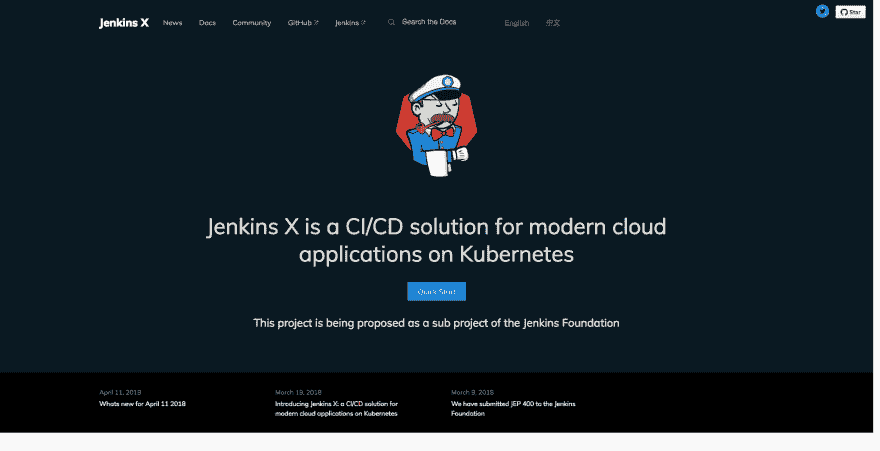 Jenkins X
News
Docs
Community
GitHub
Jenkins
Search the Docs
English
中文
Star
Jenkins X is a CI/CD solution for modern cloud
applications on Kubernetes
Quick Start
This project is being proposed as a sub project of the Jenkins Foundation
April 11, 2018
Whats new for April 11 2018
March 19, 2018
Introducing Jenkins X: a CI/CD solution for
modern cloud applications on Kubernetes
March 9, 2018
We have submitted JEP 400 to the Jenkins
Foundation